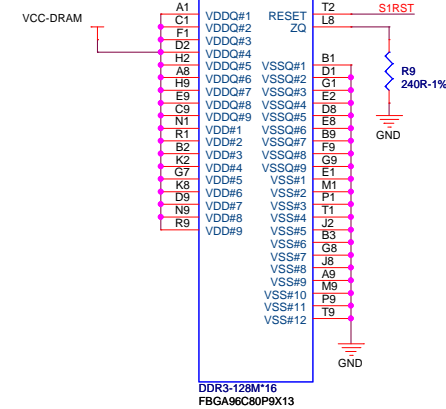 A1 VDDQ#1 RESET T2 S1RST
VCC-DRAM C1 VDDQ#2 ZQ L8
F1 VDDQ#3
D2 VDDQ#4
H2 VDDQ#5 VSSQ#1 B1
A8 VDDQ#6 VSSQ#2 D1 R9
H9 VDDQ#7 VSSQ#3 G1 240R-1%
E9 VDDQ#8 VSSQ#4 E2
C9 VDDQ#9 VSSQ#5 D8
N1 VDD#1 VSSQ#6 E8 GND
R1 VDD#2 VSSQ#7 B9
B2 VDD#3 VSSQ#8 F9
K2 VDD#4 VSSQ#9 G9
G7 VDD#5 VSS#1 E1
K8 VDD#6 VSS#2 M1
D9 VDD#7 VSS#3 P1
N9 VDD#8 VSS#4 T1
R9 VDD#9 VSS#5 J2
VSS#6 B3
VSS#7 G8
VSS#8 J8
VSS#9 A9
VSS#10 M9
VSS#11 P9
VSS#12 T9
GND
DDR3-128M*16
FBGA96C80P9X13